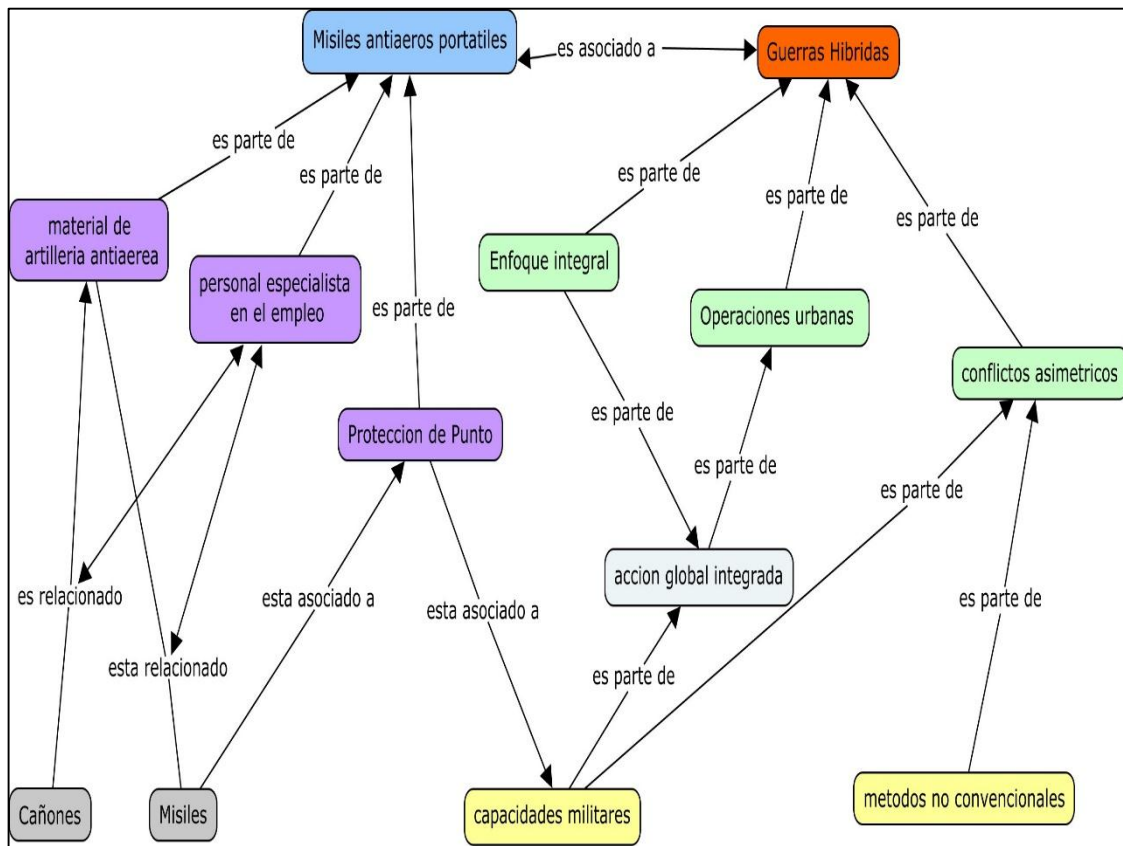 Misiles antiaeros portatiles
es asociado a
Guerras Hibridas
es parte de
es parte de
es parte de
es parte de
es parte de
material de
artilleria antiaerea
Enfoque integral
personal especialista
en el empleo
es parte de
Operaciones urbanas
conflictos asimetricos
es parte de
Proteccion de Punto
es parte de
es parte de
accion global integrada
es relacionado
esta asociado a
esta asociado a
es parte de
esta relacionado
es parte de
Cañones
Misiles
capacidades militares
metodos no convencionales